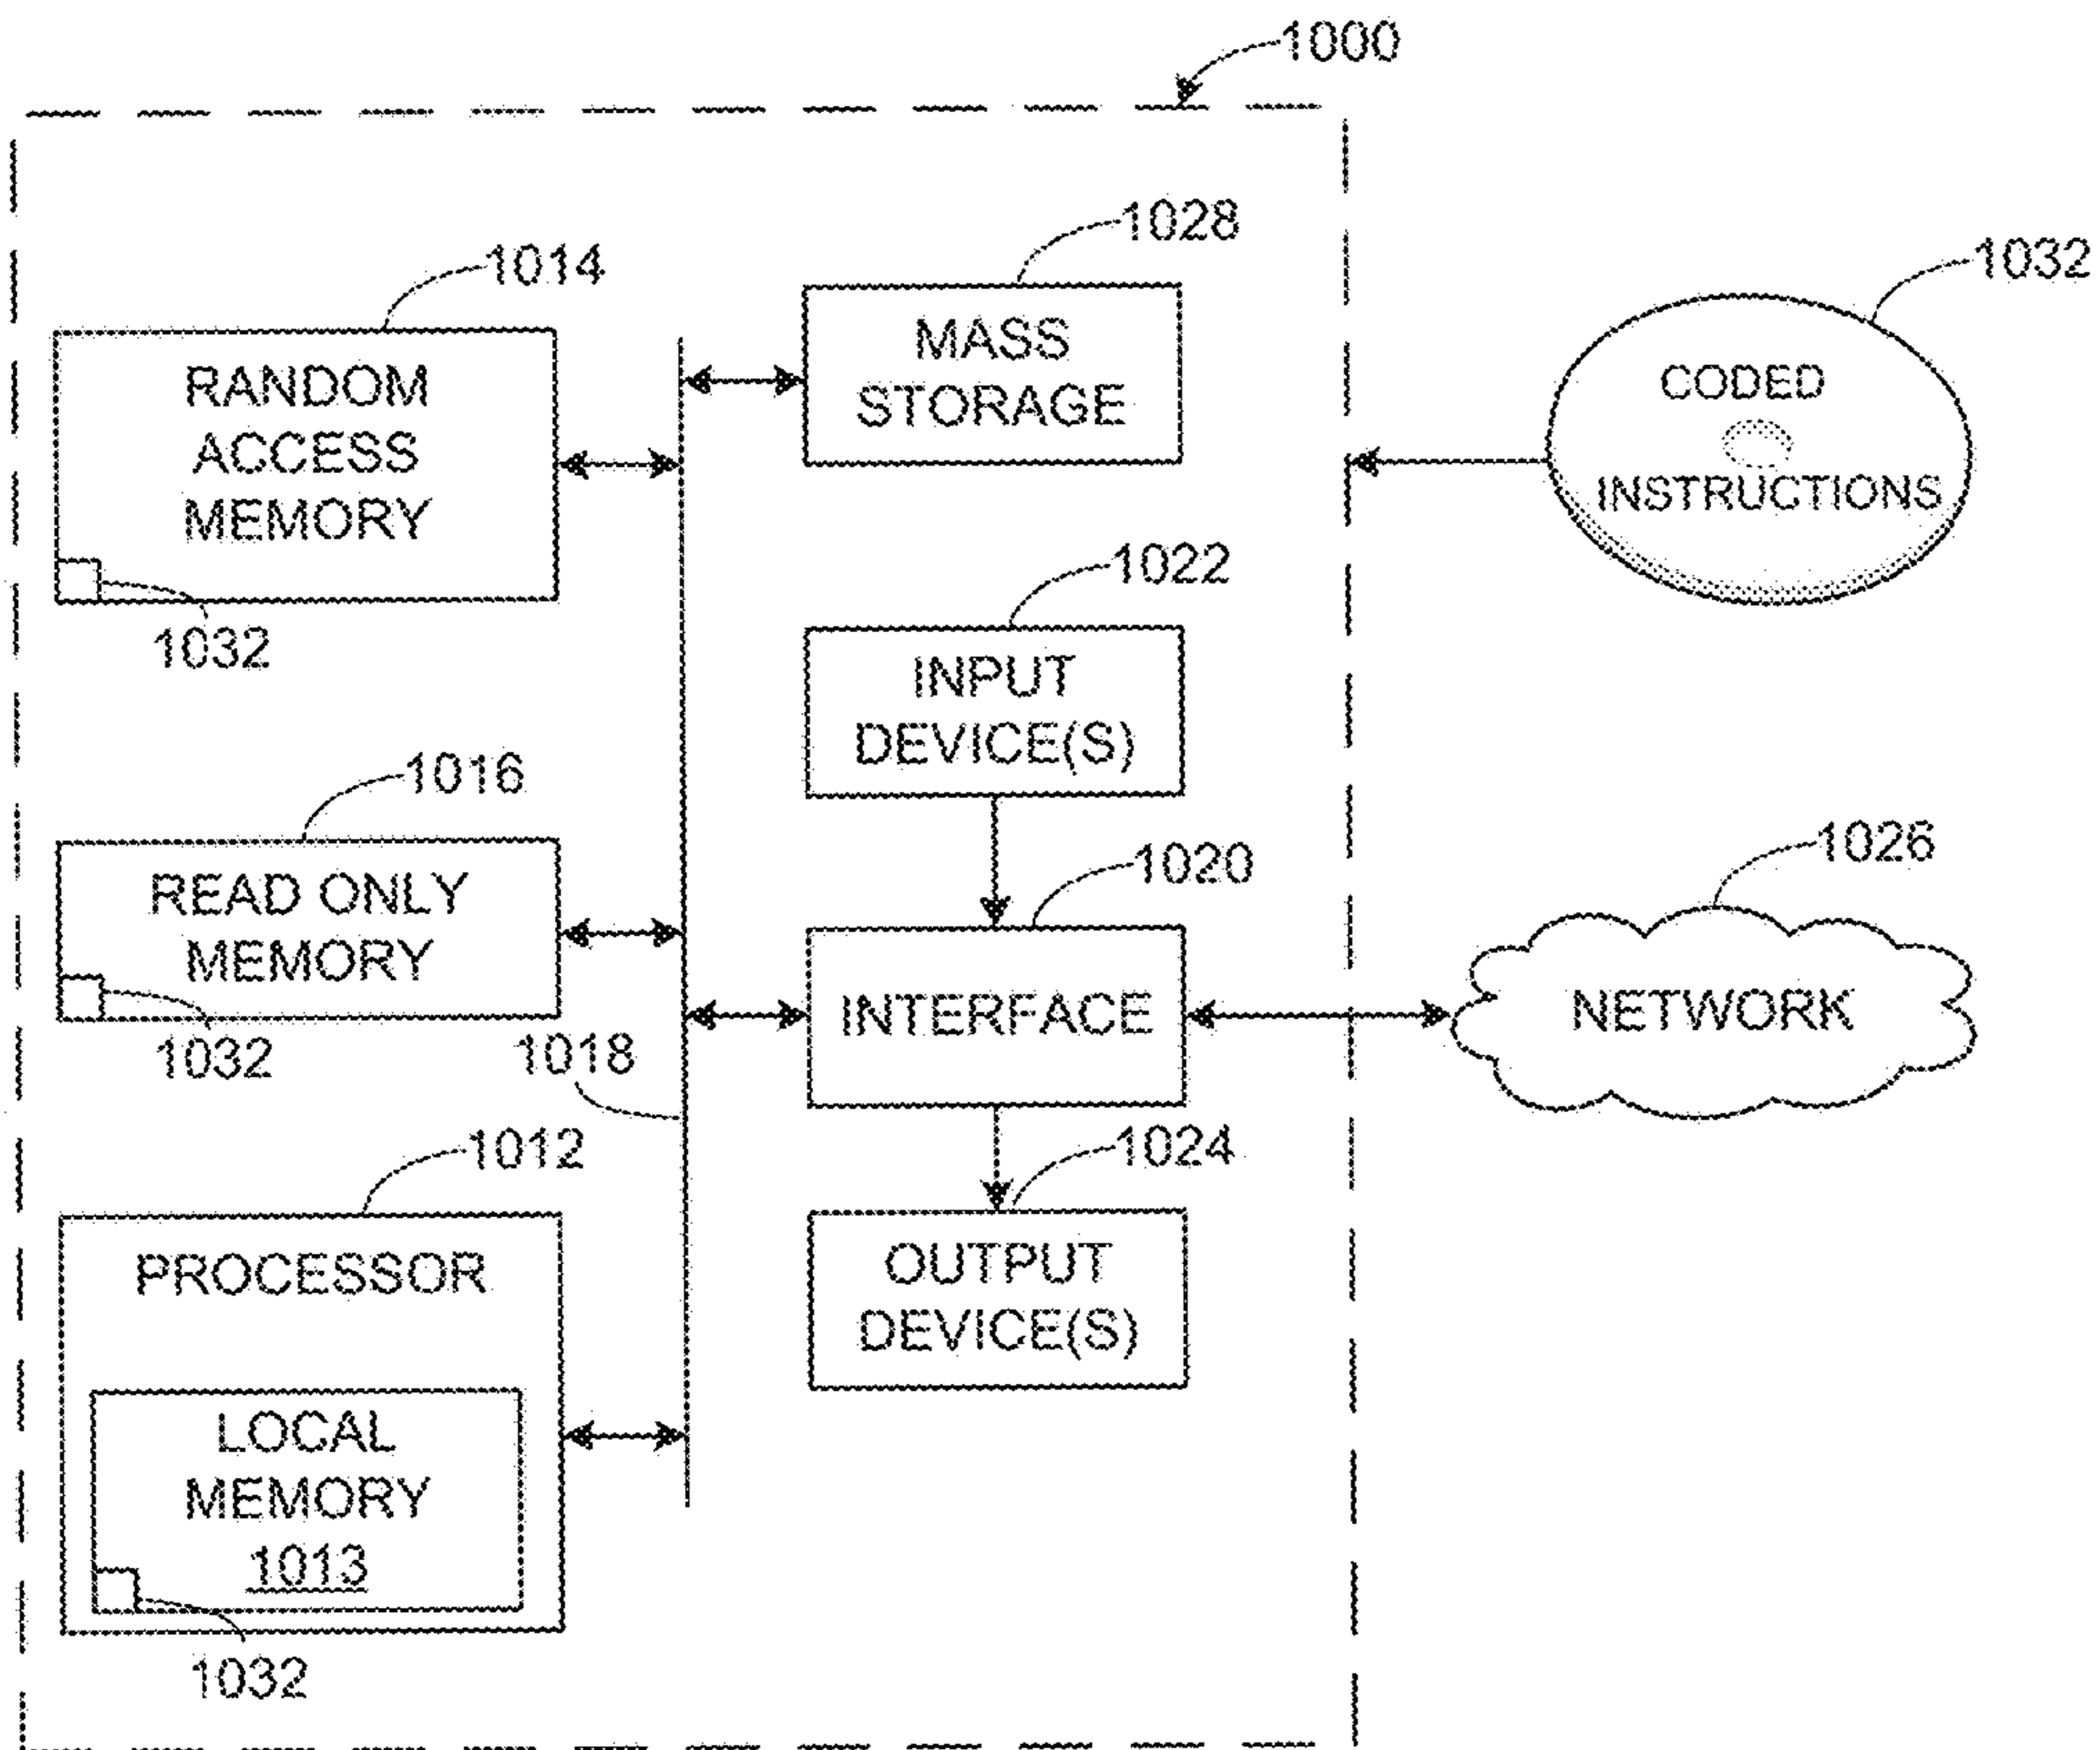 1000
1028
1014
1032
MASS
STORAGE
RANDOM
ACCESS
MEMORY
CODED
INSTRUCTIONS
1022
1032
INPUT
DEVICE(S)
1016
1020
1026
READ ONLY
MEMORY
INTERFACE
NETWORK
1032
1018
1012
1024
PROCESSOR
OUTPUT
DEVICE(S)
LOCAL
MEMORY
1013
1032